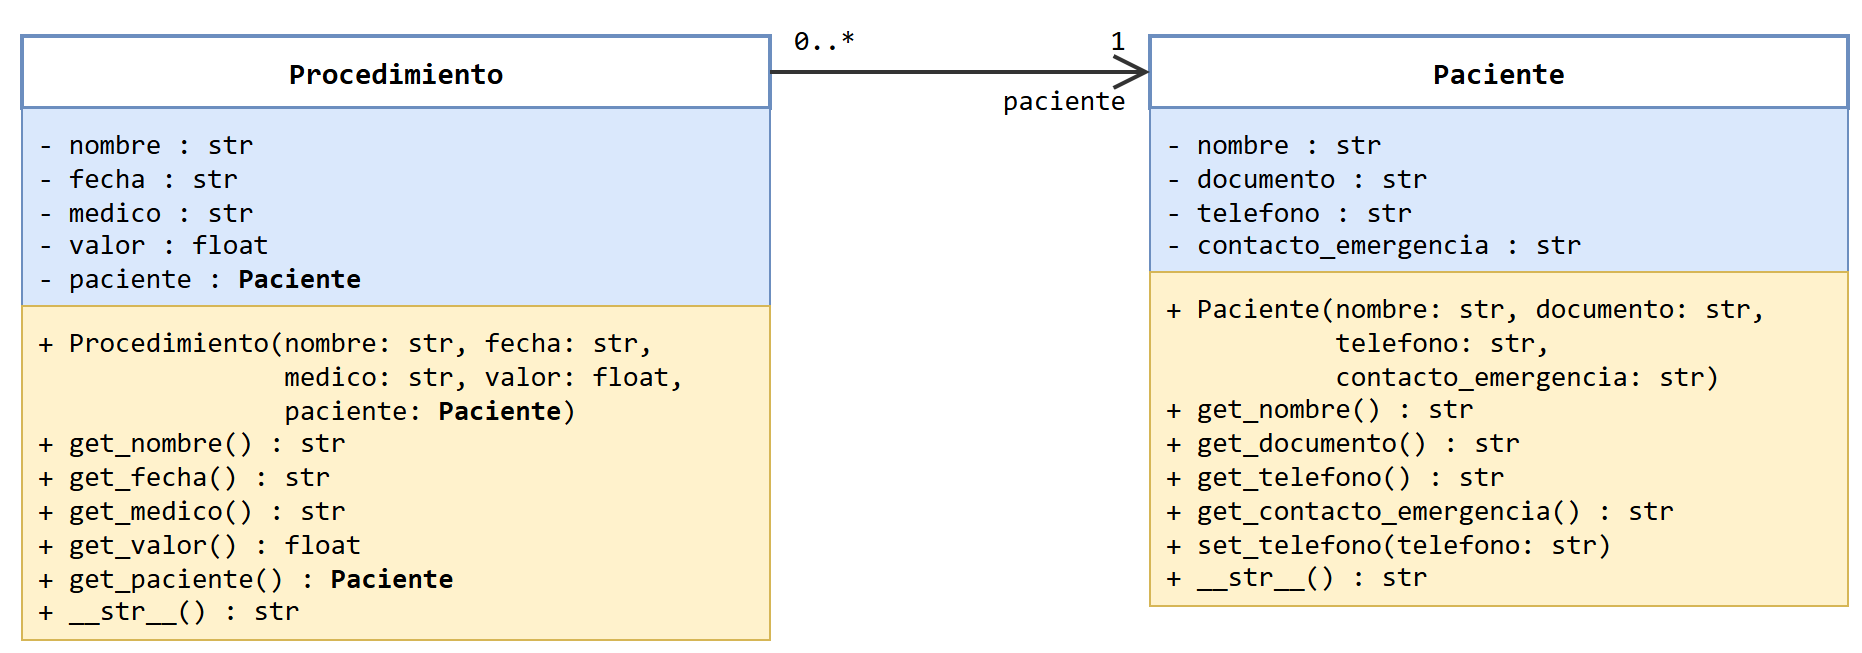 Procedimiento
- nombre : str
- fecha : str
- medico : str
- valor : float
- paciente : Paciente
+ Procedimiento(nombre: str, fecha: str,
medico: str, valor: float,
paciente: Paciente)
+ get_nombre() : str
+ get_fecha() : str
+ get_medico() : str
+ get_valor() : float
+ get_paciente() : Paciente
+ __str__() : str
0..*
1
paciente
Paciente
- nombre : str
- documento : str
- telefono : str
- contacto_emergencia : str
+ Paciente(nombre: str, documento: str,
telefono: str,
contacto_emergencia: str)
+ get_nombre() : str
+ get_documento() : str
+ get_telefono() : str
+ get_contacto_emergencia() : str
+ set_telefono(telefono: str)
+ __str__() : str